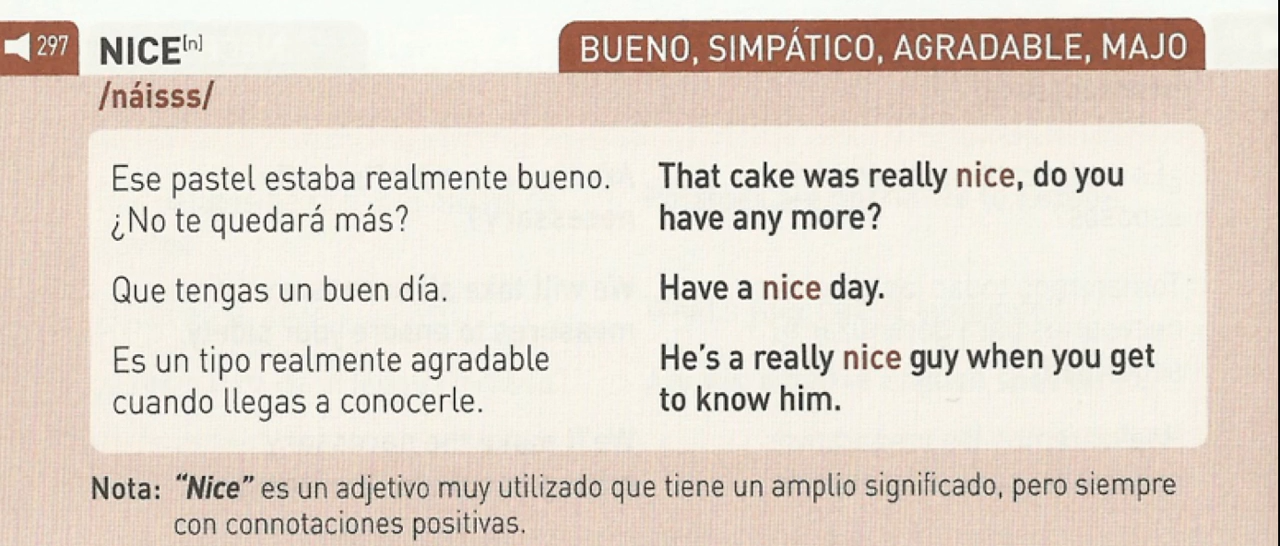 297 NICE[n] BUENO, SIMPÁTICO, AGRADABLE, MAJO
/náisss/
Ese pastel estaba realmente bueno. That cake was really nice, do you
¿No te quedará más? have any more?
Que tengas un buen día. Have a nice day.
Es un tipo realmente agradable He's a really nice guy when you get
cuando llegas a conocerle. to know him.
Nota: "Nice" es un adjetivo muy utilizado que tiene un amplio significado, pero siempre
con connotaciones positivas.